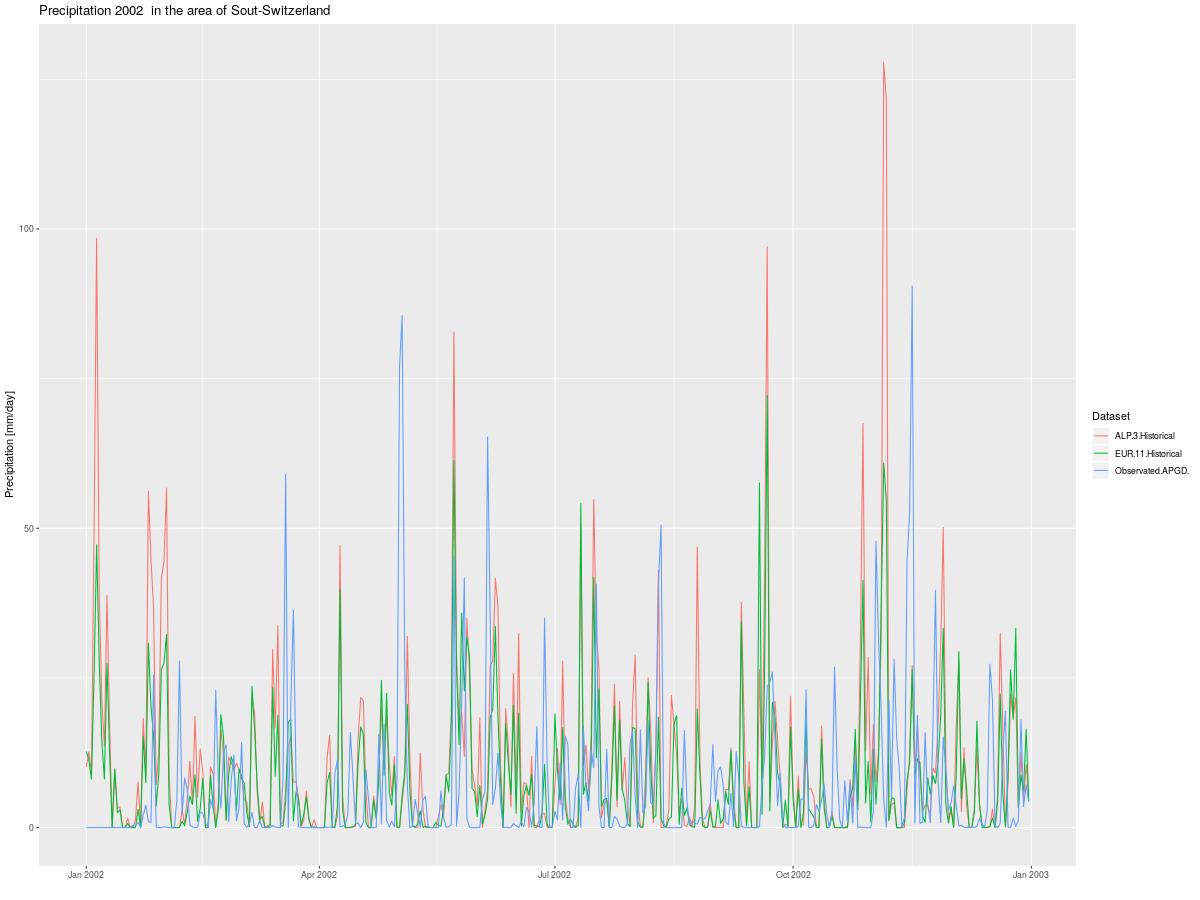 Precipitation 2002  in the area of Sout-Switzerland
Precipitation [mm/day]
100
50
0
Jan 2002
Apr 2002
Jul 2002
Oct 2002
Jan 2003
Dataset
ALP.3.Historical
EUR.11.Historical
Observated.APGD.